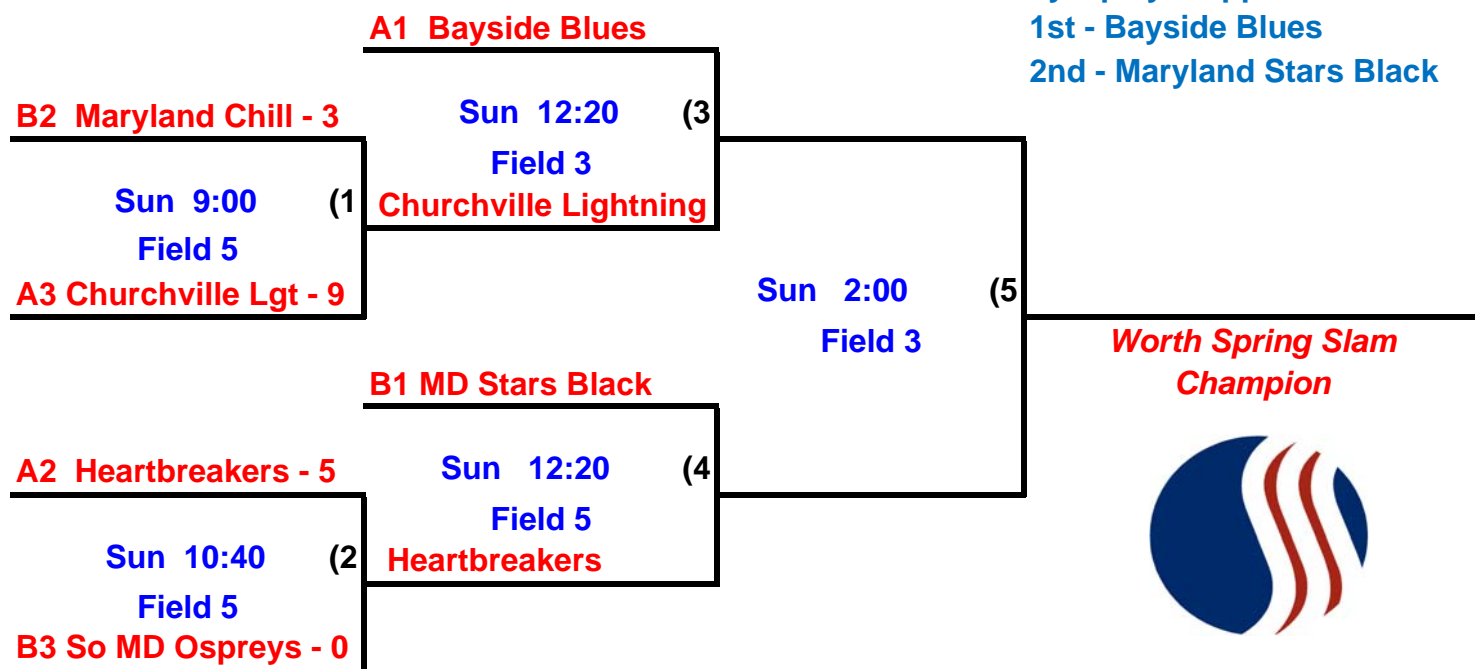 A1 Bayside Blues
1st - Bayside Blues
2nd - Maryland Stars Black
B2 Maryland Chill - 3
Sun 12:20 (3
Field 3
Sun 9:00 (1
Churchville Lightning
Field 5
A3 Churchville Lgt - 9
Sun 2:00 (5
Field 3
Worth Spring Slam
Champion
B1 MD Stars Black
A2 Heartbreakers - 5
Sun 12:20 (4
Field 5
Sun 10:40 (2
Heartbreakers
Field 5
B3 So MD Ospreys - 0